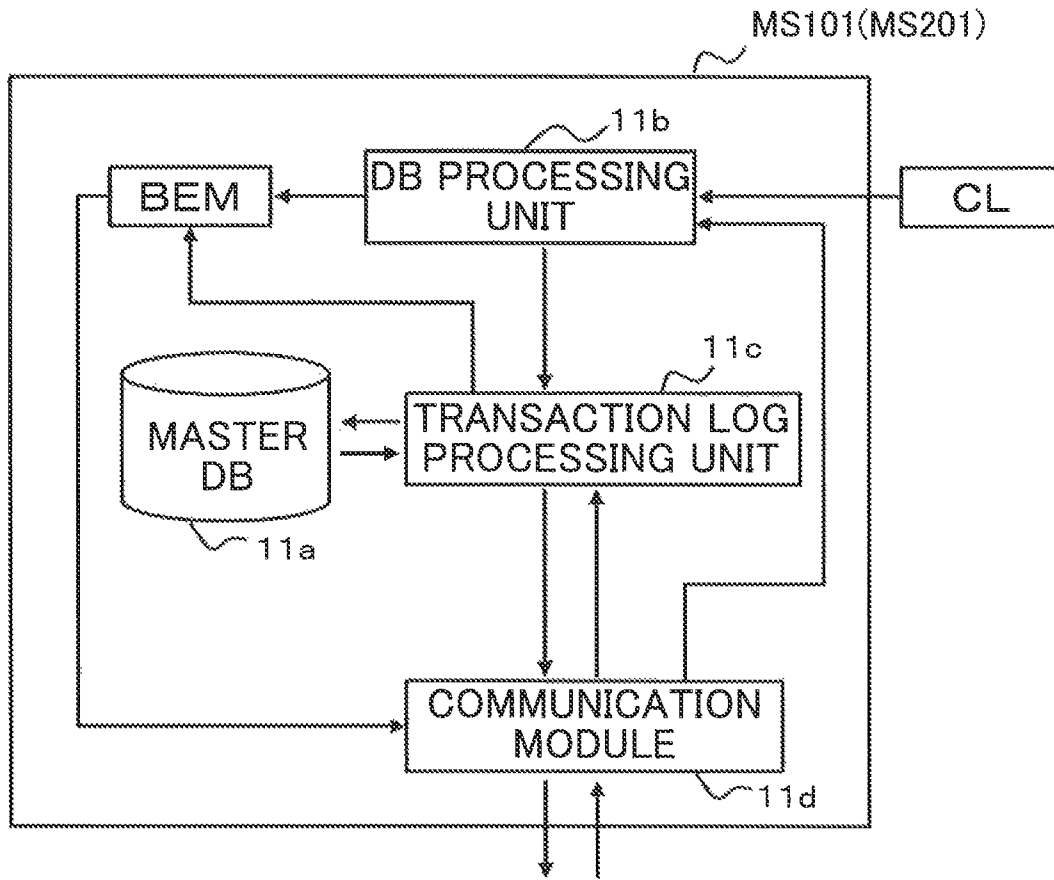 MS101(MS201)
11b
BEM
DB PROCESSING
UNIT
CL
11c
MASTER
DB
TRANSACTION LOG
PROCESSING UNIT
11a
COMMUNICATION
MODULE
11d